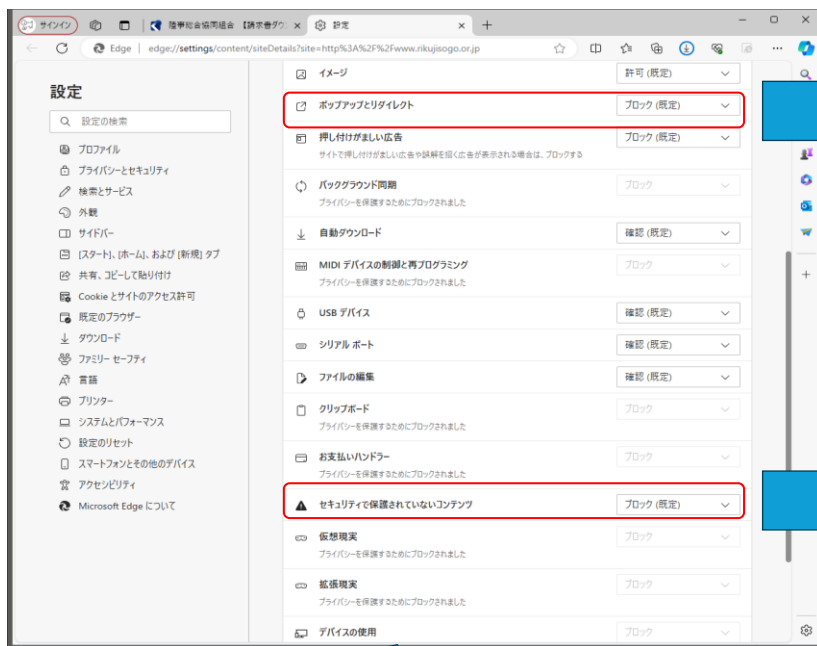 サインイン
陸事総合協同組合 【請求書ダウ:
設定
Edge
edge://settings/content/siteDetails?site=http%3A%2F%2Fwww.rikujisogo.or.jp
設定
設定の検索
プロファイル
プライバシーとセキュリティ
検索とサービス
外観
サイドバー
[スタート]、[ホーム]、および [新規] タブ
共有、コピーして貼り付け
Cookie とサイトのアクセス許可
既定のブラウザー
ダウンロード
ファミリー セーフティ
言語
プリンター
システムとパフォーマンス
設定のリセット
スマートフォンとその他のデバイス
アクセシビリティ
Microsoft Edge について
イメージ
許可 (既定)
ポップアップとリダイレクト
ブロック (既定)
押し付けがましい広告
ブロック (既定)
サイトで押し付けがましい広告や誤解を招く広告が表示される場合は、ブロックする
バックグラウンド同期
ブロック
プライバシーを保護するためにブロックされました
自動ダウンロード
確認 (既定)
MIDI デバイスの制御と再プログラミング
ブロック
プライバシーを保護するためにブロックされました
USB デバイス
確認 (既定)
シリアル ポート
確認 (既定)
ファイルの編集
確認 (既定)
クリップボード
ブロック
プライバシーを保護するためにブロックされました
お支払いハンドラー
ブロック
プライバシーを保護するためにブロックされました
セキュリティで保護されていないコンテンツ
ブロック (既定)
仮想現実
ブロック
プライバシーを保護するためにブロックされました
拡張現実
ブロック
プライバシーを保護するためにブロックされました
デバイスの使用
ブロック